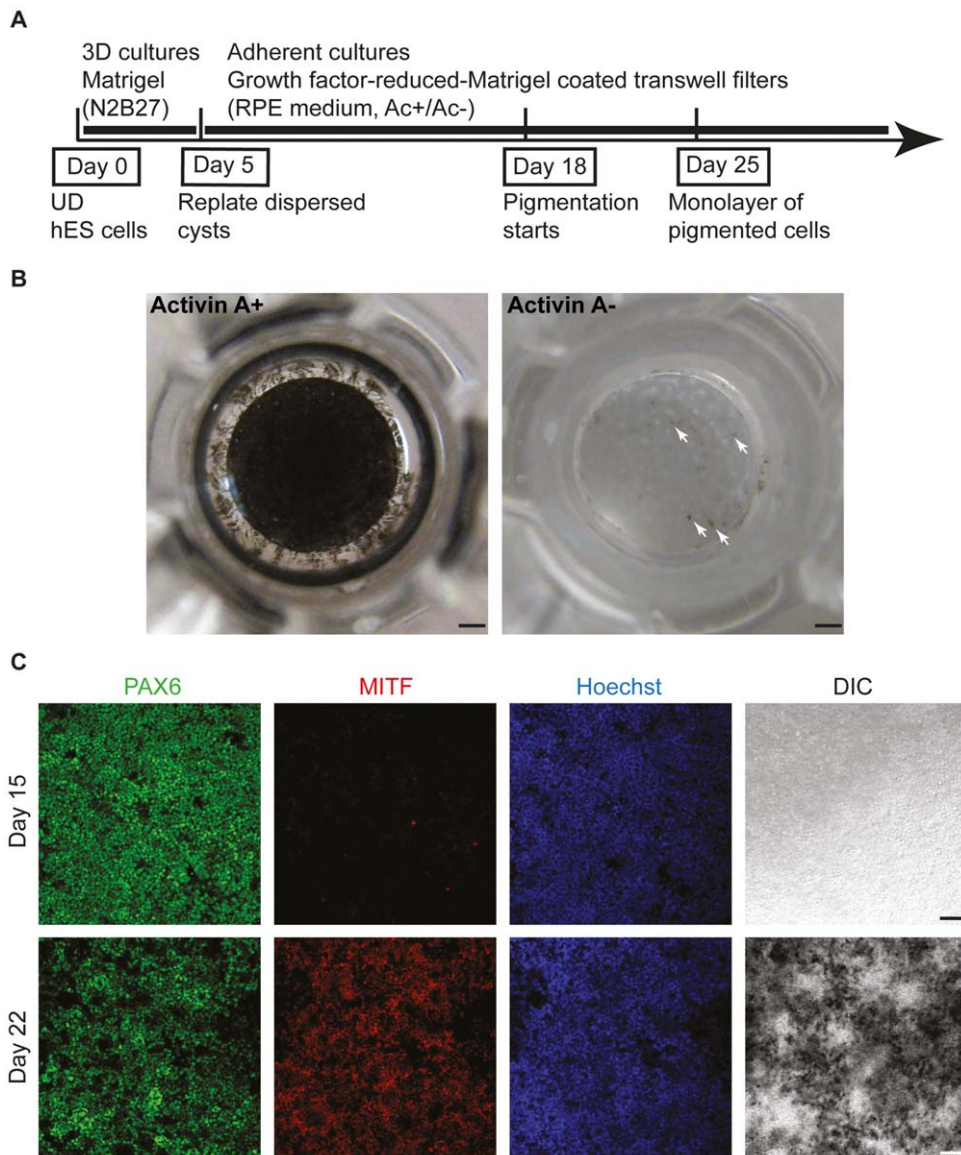 A
3D cultures
Matrigel
(N2B27)
Adherent cultures
Growth factor-reduced-Matrigel coated transwell filters
(RPE medium, Ac+/Ac-)
Day 0
Day 5
Day 18
Day 25
UD
hES cells
Replate dispersed
cysts
Pigmentation
starts
Monolayer of
pigmented cells
B
Activin A+
Activin A-
C
PAX6
MITF
Hoechst
DIC
Day 15
Day 22